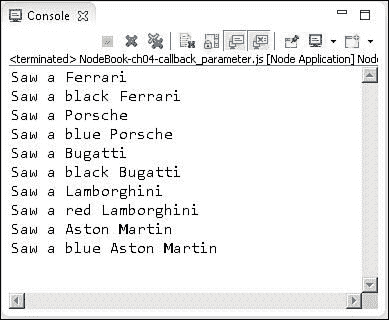 Console
<terminated> NodeBook-ch04-callback_parameter.js [Node Application] Nod
Saw a Ferrari
Saw a black Ferrari
Saw a Porsche
Saw a blue Porsche
Saw a Bugatti
Saw a black Bugatti
Saw a Lamborghini
Saw a red Lamborghini
Saw a Aston Martin
Saw a blue Aston Martin